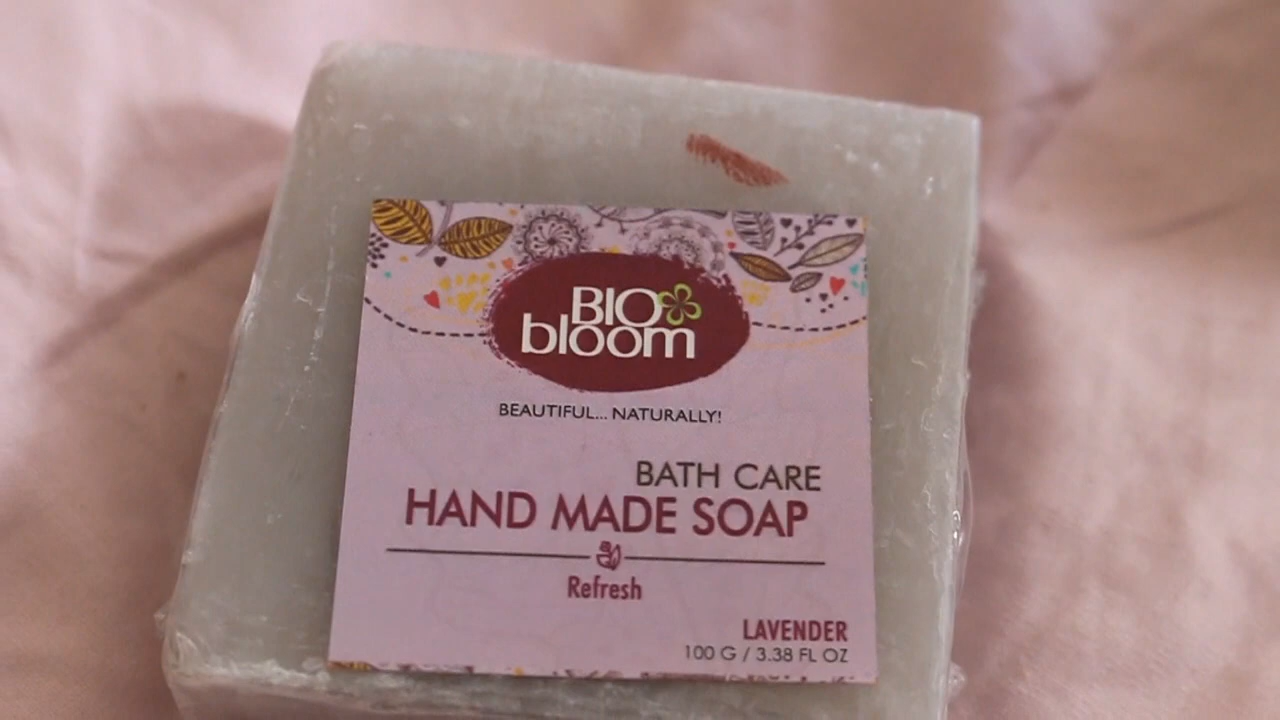 BIO
bloom
BEAUTIFUL... NATURALLY!
BATH CARE
HAND MADE SOAP
Refresh
LAVENDER
100 G / 3.38 FL OZ